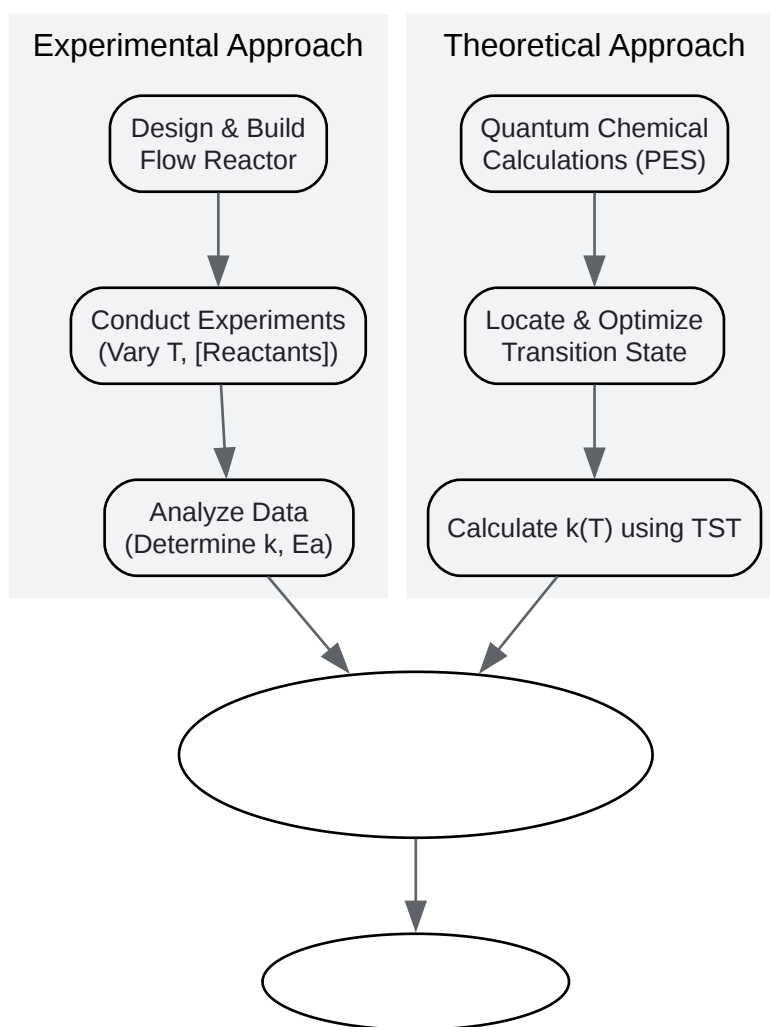 Experimental Approach
Design & Build
Flow Reactor
Conduct Experiments
(Vary T, [Reactants])
Analyze Data
(Determine k, Ea)
Theoretical Approach
Quantum Chemical
Calculations (PES)
Locate & Optimize
Transition State
Calculate k(T) using TST